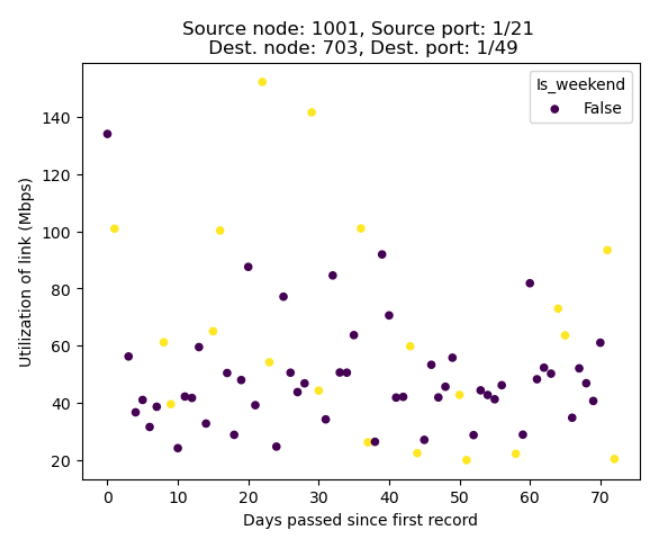 Source node: 1001, Source port: 1/21
Dest. node: 703, Dest. port: 1/49
Is_weekend
False
Utilization of link (Mbps)
140
120
100
80
60
40
20
0 10 20 30 40 50 60 70
Days passed since first record